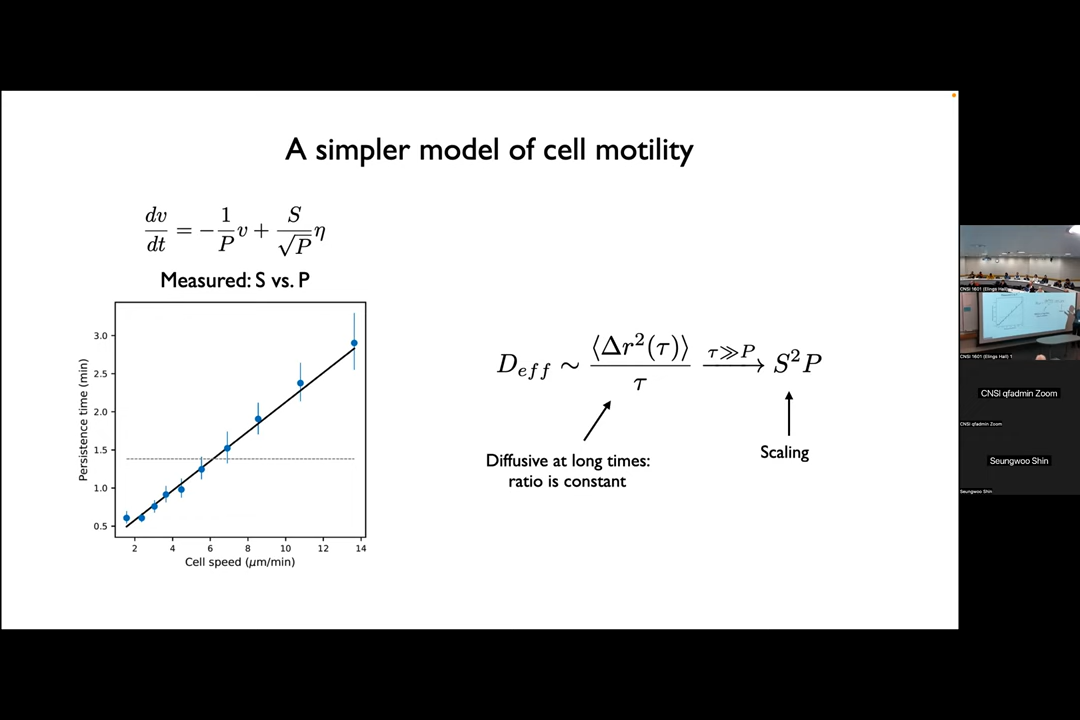 A simpler model of cell motility
dv/dt = −1/P v + S/√P η
Measured: S vs. P
3.0
2.5
2.0
1.5
1.0
0.5
Persistence time (min)
2 4 6 8 10 12 14
Cell speed (μm/min)
D_eff ∼ ⟨Δr²(τ)⟩/τ τ≫P → S²P
Diffusive at long times:
ratio is constant
Scaling
CNSI 1601 (Elings Hall)
CNSI 1601 (Elings Hall) 1
CNSI qfadmin Zoom
CNSI qfadmin Zoom
Seungwoo Shin
Seungwoo Shin